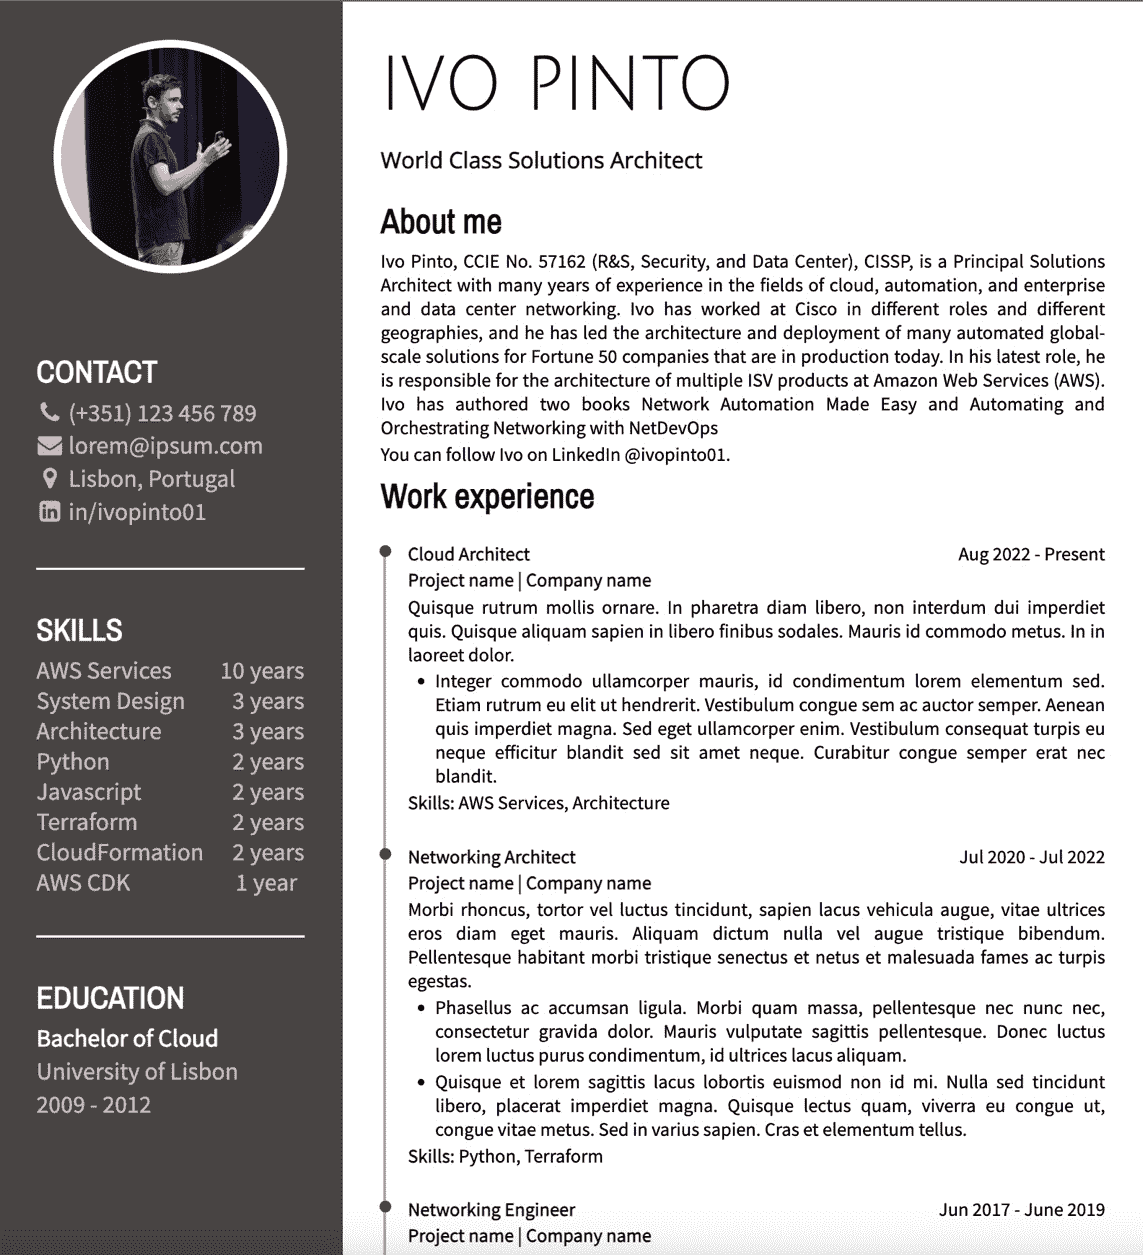 IVO PINTO
World Class Solutions Architect
About me
Ivo Pinto, CCIE No. 57162 (R&S, Security, and Data Center), CISSP, is a Principal Solutions
Architect with many years of experience in the fields of cloud, automation, and enterprise
and data center networking. Ivo has worked at Cisco in different roles and different
geographies, and he has led the architecture and deployment of many automated global-
scale solutions for Fortune 50 companies that are in production today. In his latest role, he
is responsible for the architecture of multiple ISV products at Amazon Web Services (AWS).
Ivo has authored two books Network Automation Made Easy and Automating and
Orchestrating Networking with NetDevOps
You can follow Ivo on LinkedIn @ivopinto01.
Work experience
Cloud Architect Aug 2022 - Present
Project name | Company name
Quisque rutrum mollis ornare. In pharetra diam libero, non interdum dui imperdiet
quis. Quisque aliquam sapien in libero finibus sodales. Mauris id commodo metus. In in
laoreet dolor.
• Integer commodo ullamcorper mauris, id condimentum lorem elementum sed.
Etiam rutrum eu elit ut hendrerit. Vestibulum congue sem ac auctor semper. Aenean
quis imperdiet magna. Sed eget ullamcorper enim. Vestibulum consequat turpis eu
neque efficitur blandit sed sit amet neque. Curabitur congue semper erat nec
blandit.
Skills: AWS Services, Architecture
Networking Architect Jul 2020 - Jul 2022
Project name | Company name
Morbi rhoncus, tortor vel luctus tincidunt, sapien lacus vehicula augue, vitae ultrices
eros diam eget mauris. Aliquam dictum nulla vel augue tristique bibendum.
Pellentesque habitant morbi tristique senectus et netus et malesuada fames ac turpis
egestas.
• Phasellus ac accumsan ligula. Morbi quam massa, pellentesque nec nunc nec,
consectetur gravida dolor. Mauris vulputate sagittis pellentesque. Donec luctus
lorem luctus purus condimentum, id ultrices lacus aliquam.
• Quisque et lorem sagittis lacus lobortis euismod non id mi. Nulla sed tincidunt
libero, placerat imperdiet magna. Quisque lectus quam, viverra eu congue ut,
congue vitae metus. Sed in varius sapien. Cras et elementum tellus.
Skills: Python, Terraform
Networking Engineer Jun 2017 - June 2019
Project name | Company name
CONTACT
(+351) 123 456 789
lorem@ipsum.com
Lisbon, Portugal
in/ivopinto01
SKILLS
AWS Services 10 years
System Design 3 years
Architecture 3 years
Python 2 years
Javascript 2 years
Terraform 2 years
CloudFormation 2 years
AWS CDK 1 year
EDUCATION
Bachelor of Cloud
University of Lisbon
2009 - 2012